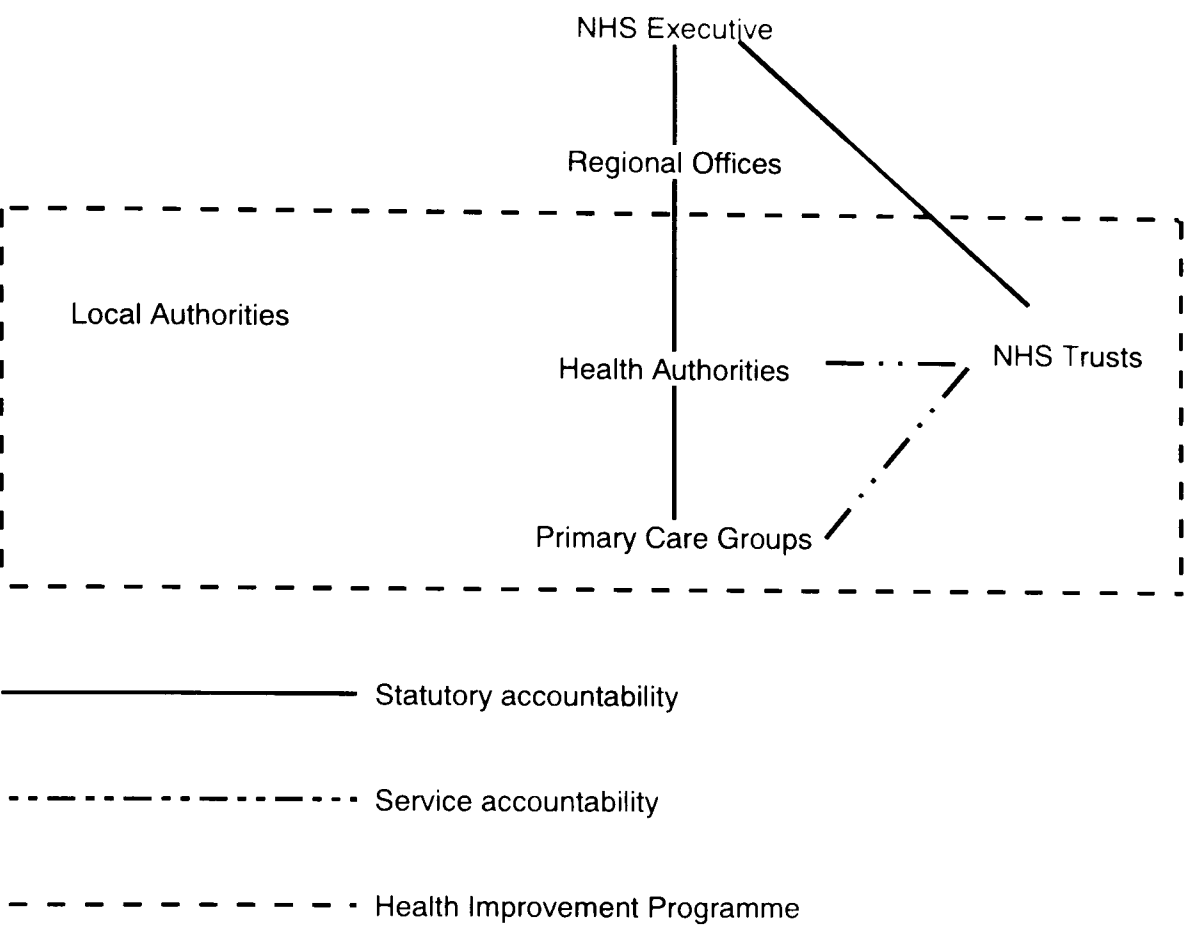 NHS Executive
Regional Offices
Local Authorities
Health Authorities
NHS Trusts
Primary Care Groups
Statutory accountability
Service accountability
Health Improvement Programme